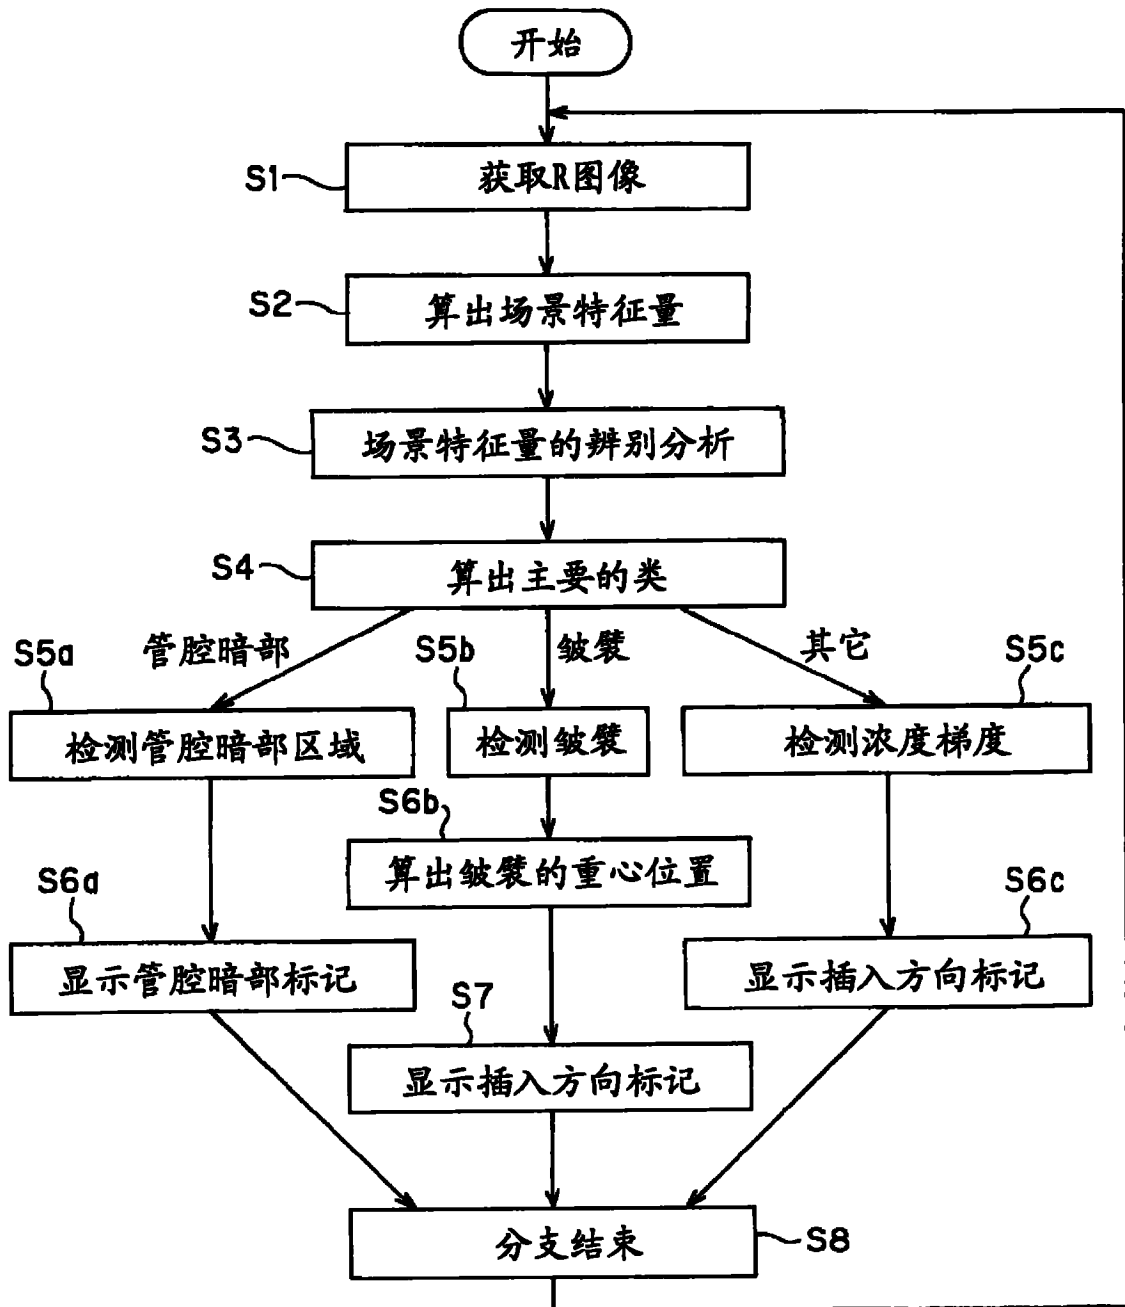 开始
S1
获取R图像
S2
算出场景特征量
S3
场景特征量的辨别分析
S4
算出主要的类
管腔暗部
皱襞
其它
S5a
S5b
S5c
检测管腔暗部区域
检测皱襞
检测浓度梯度
S6b
算出皱襞的重心位置
S6a
S6c
显示管腔暗部标记
显示插入方向标记
S7
显示插入方向标记
分支结束
S8